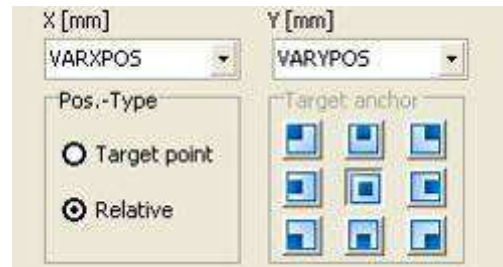 X [mm]
Y [mm]
VARXPOS
VARYPOS
Pos.-Type
Target anchor
Target point
Relative